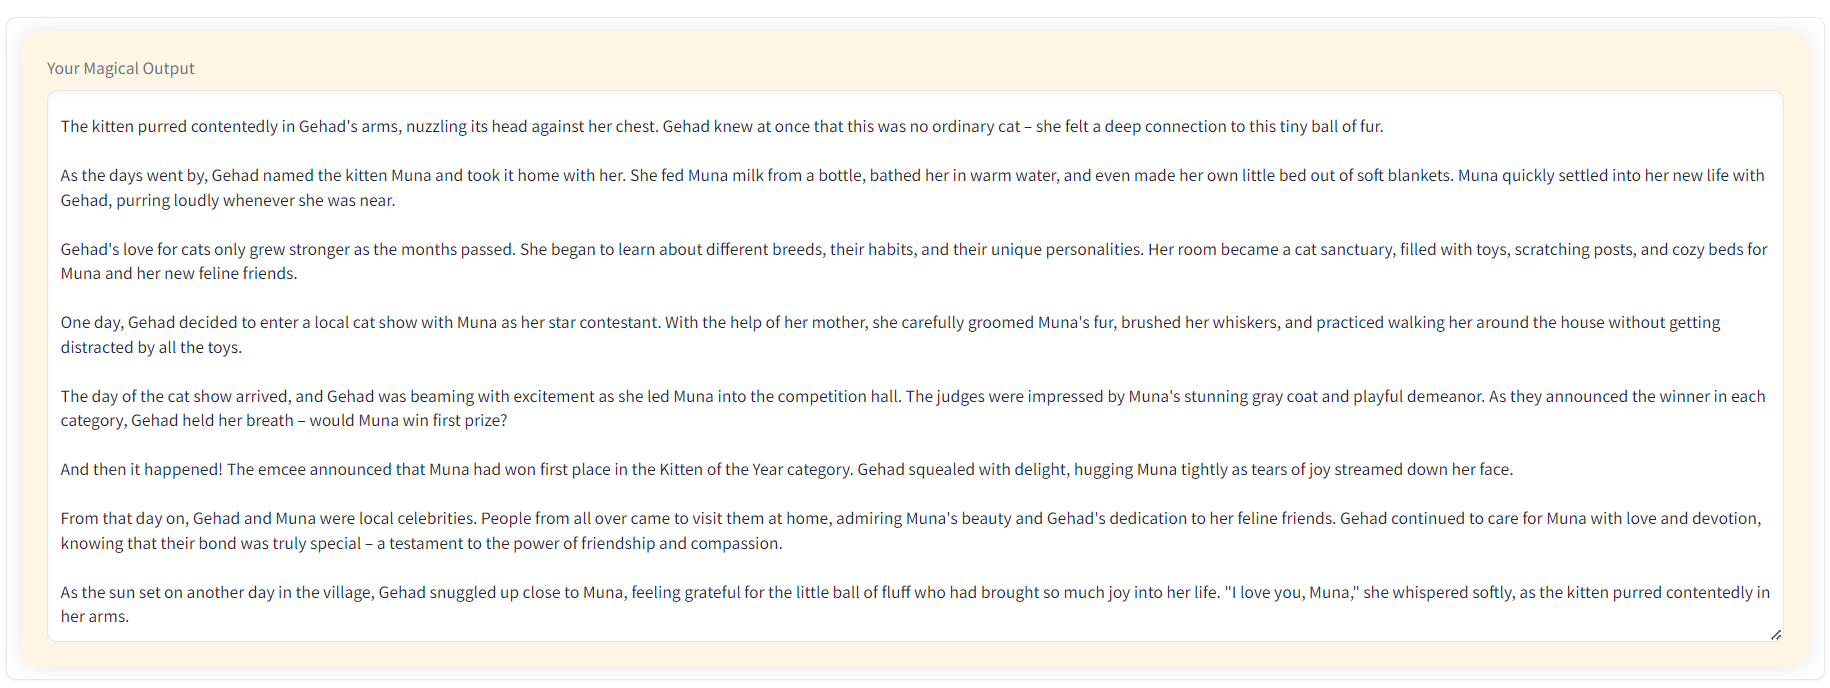 Your Magical Output
The kitten purred contentedly in Gehad's arms, nuzzling its head against her chest. Gehad knew at once that this was no ordinary cat – she felt a deep connection to this tiny ball of fur.
As the days went by, Gehad named the kitten Muna and took it home with her. She fed Muna milk from a bottle, bathed her in warm water, and even made her own little bed out of soft blankets. Muna quickly settled into her new life with
Gehad, purring loudly whenever she was near.
Gehad's love for cats only grew stronger as the months passed. She began to learn about different breeds, their habits, and their unique personalities. Her room became a cat sanctuary, filled with toys, scratching posts, and cozy beds for
Muna and her new feline friends.
One day, Gehad decided to enter a local cat show with Muna as her star contestant. With the help of her mother, she carefully groomed Muna's fur, brushed her whiskers, and practiced walking her around the house without getting
distracted by all the toys.
The day of the cat show arrived, and Gehad was beaming with excitement as she led Muna into the competition hall. The judges were impressed by Muna's stunning gray coat and playful demeanor. As they announced the winner in each
category, Gehad held her breath – would Muna win first prize?
And then it happened! The emcee announced that Muna had won first place in the Kitten of the Year category. Gehad squealed with delight, hugging Muna tightly as tears of joy streamed down her face.
From that day on, Gehad and Muna were local celebrities. People from all over came to visit them at home, admiring Muna's beauty and Gehad's dedication to her feline friends. Gehad continued to care for Muna with love and devotion,
knowing that their bond was truly special – a testament to the power of friendship and compassion.
As the sun set on another day in the village, Gehad snuggled up close to Muna, feeling grateful for the little ball of fluff who had brought so much joy into her life. "I love you, Muna," she whispered softly, as the kitten purred contentedly in
her arms.